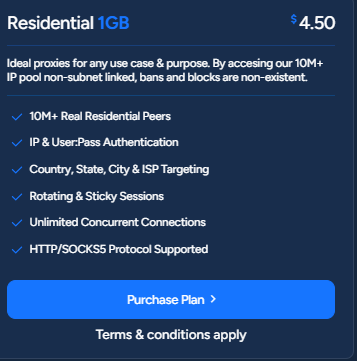 Residential 1GB $4.50
Ideal proxies for any use case & purpose. By accesing our 10M+
IP pool non-subnet linked, bans and blocks are non-existent.
10M+ Real Residential Peers
IP & User:Pass Authentication
Country, State, City & ISP Targeting
Rotating & Sticky Sessions
Unlimited Concurrent Connections
HTTP/SOCKS5 Protocol Supported
Purchase Plan >
Terms & conditions apply